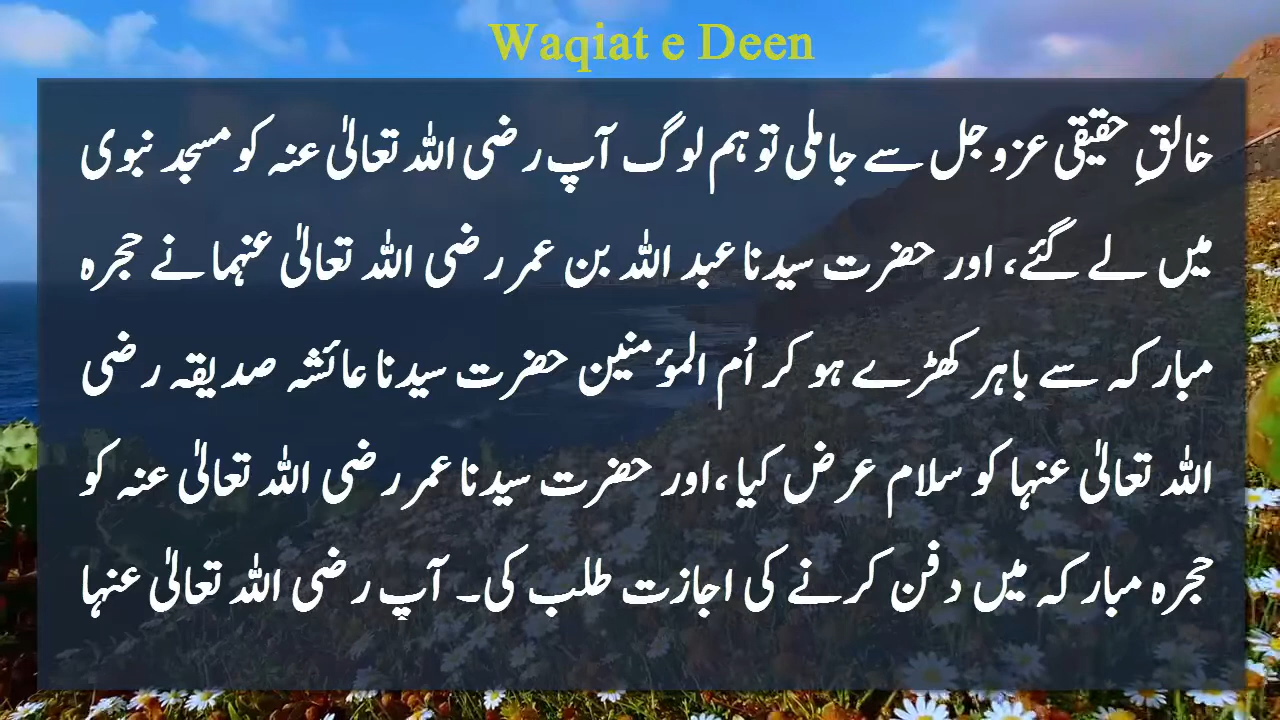 Waqiat e Deen
خالقِ حقیقی عزوجل سے جاملی تو ہم لوگ آپ رضی اللہ تعالیٰ عنہ کو مسجد نبوی
میں لے گئے، اور حضرت سیدنا عبد اللہ بن عمر رضی اللہ تعالیٰ عنہما نے حجرہ
مبارکہ سے باہر کھڑے ہو کر اُم المؤمنین حضرت سیدنا عائشہ صدیقہ رضی
اللہ تعالیٰ عنہا کو سلام عرض کیا ،اور حضرت سیدنا عمر رضی اللہ تعالیٰ عنہ کو
حجرہ مبارکہ میں دفن کرنے کی اجازت طلب کی۔ آپ رضی اللہ تعالیٰ عنہا